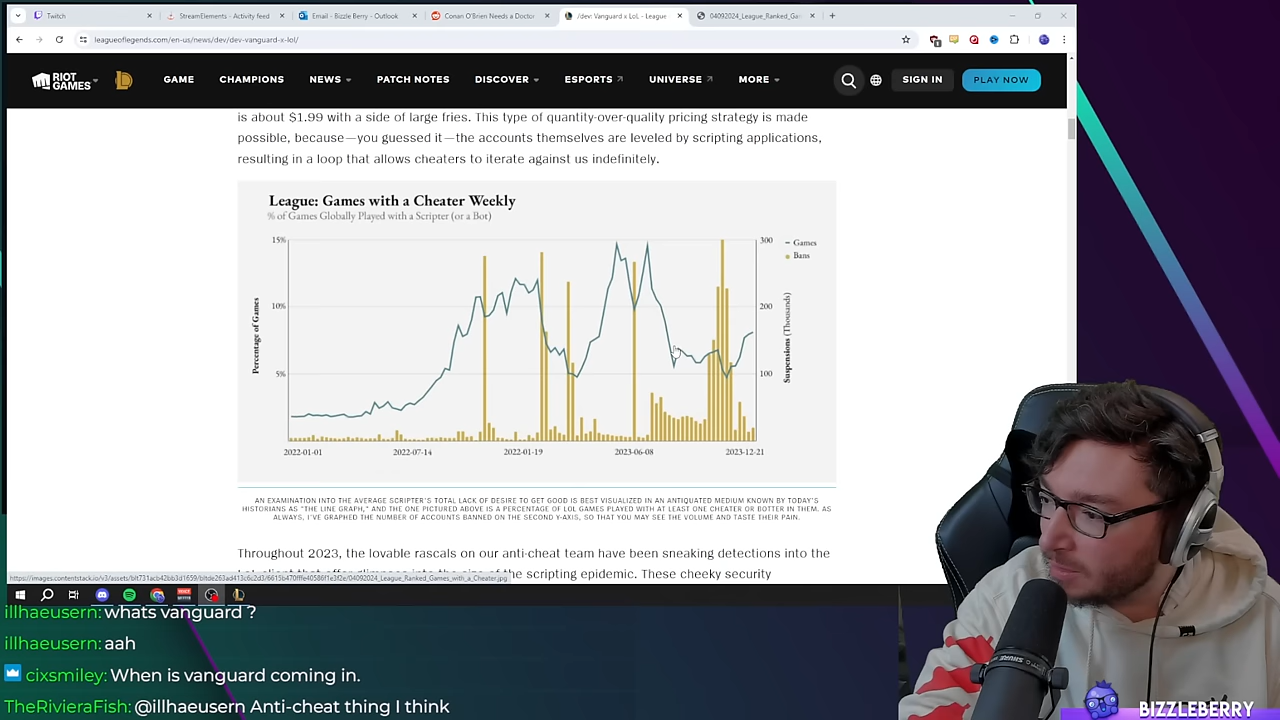 Twitch
StreamElements - Activity feed
Email - Bizzle Berry - Outlook
Conan O'Brien Needs a Doctor
/dev: Vanguard x LoL - League
04092024_League_Ranked_Gam
leagueoflegends.com/en-us/news/dev/dev-vanguard-x-lol/
RIOT GAMES
GAME
CHAMPIONS
NEWS
PATCH NOTES
DISCOVER
ESPORTS
UNIVERSE
MORE
SIGN IN
PLAY NOW
is about $1.99 with a side of large fries. This type of quantity-over-quality pricing strategy is made
possible, because—you guessed it—the accounts themselves are leveled by scripting applications,
resulting in a loop that allows cheaters to iterate against us indefinitely.
League: Games with a Cheater Weekly
% of Games Globally Played with a Scripter (or a Bot)
15%
10%
5%
Percentage of Games
300
200
100
Suspensions (Thousands)
Games
Bans
2022-01-01
2022-07-14
2022-01-19
2023-06-08
2023-12-21
AN EXAMINATION INTO THE AVERAGE SCRIPTER'S TOTAL LACK OF DESIRE TO GET GOOD IS BEST VISUALIZED IN AN ANTIQUATED MEDIUM KNOWN BY TODAY'S
HISTORIANS AS "THE LINE GRAPH," AND THE ONE PICTURED ABOVE IS A PERCENTAGE OF LOL GAMES PLAYED WITH AT LEAST ONE CHEATER OR BOTTER IN THEM. AS
ALWAYS, I'VE GRAPHED THE NUMBER OF ACCOUNTS BANNED ON THE SECOND Y-AXIS, SO THAT YOU MAY SEE THE VOLUME AND TASTE THEIR PAIN.
Throughout 2023, the lovable rascals on our anti-cheat team have been sneaking detections into the
LoL client that offer glimpses into the size of the scripting epidemic. These cheeky security
illhaeusern: whats vanguard ?
illhaeusern: aah
cixsmiley: When is vanguard coming in.
TheRivieraFish: @illhaeusern Anti-cheat thing I think
SHURE
BIZZLEBERRY